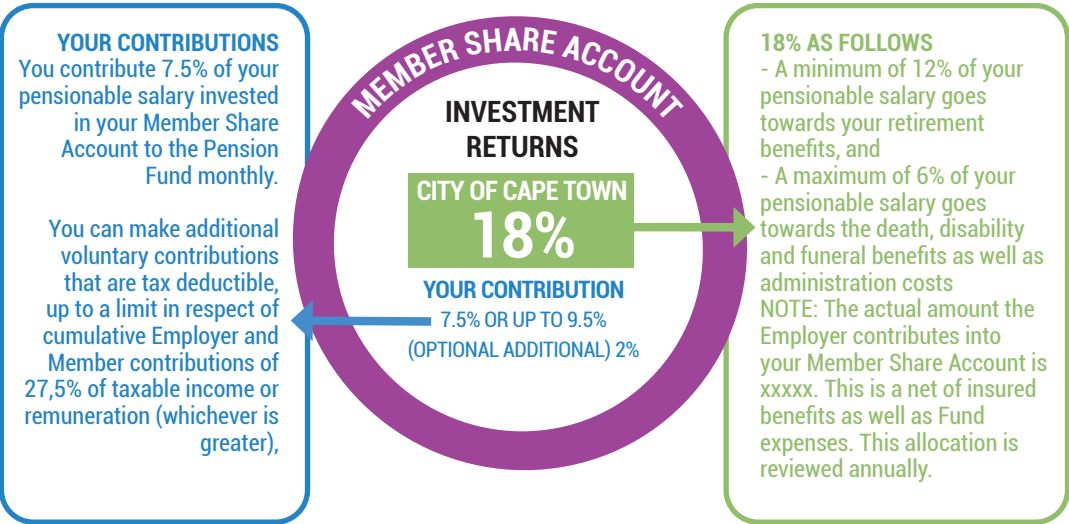 YOUR CONTRIBUTIONS
You contribute 7.5% of your
pensionable salary invested
in your Member Share
Account to the Pension
Fund monthly.
You can make additional
voluntary contributions
that are tax deductible,
up to a limit in respect of
cumulative Employer and
Member contributions of
27,5% of taxable income or
remuneration (whichever is
greater),
MEMBER SHARE ACCOUNT
INVESTMENT
RETURNS
CITY OF CAPE TOWN
18%
YOUR CONTRIBUTION
7.5% OR UP TO 9.5%
(OPTIONAL ADDITIONAL) 2%
18% AS FOLLOWS
- A minimum of 12% of your
pensionable salary goes
towards your retirement
benefits, and
- A maximum of 6% of your
pensionable salary goes
towards the death, disability
and funeral benefits as well as
administration costs
NOTE: The actual amount the
Employer contributes into
your Member Share Account is
xxxxx. This is a net of insured
benefits as well as Fund
expenses. This allocation is
reviewed annually.